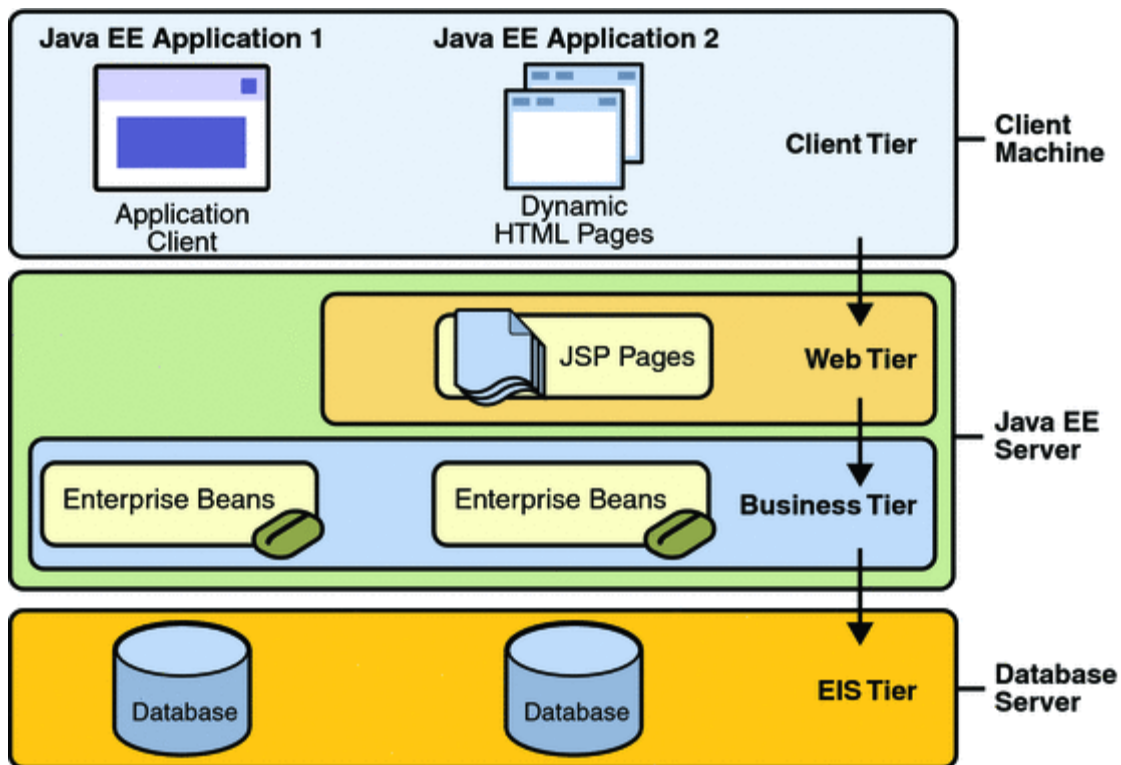 Java EE Application 1
Java EE Application 2
Application
Client
Dynamic
HTML Pages
Client Tier
Client
Machine
JSP Pages
Web Tier
Java EE
Server
Enterprise Beans
Enterprise Beans
Business Tier
Database
Database
EIS Tier
Database
Server